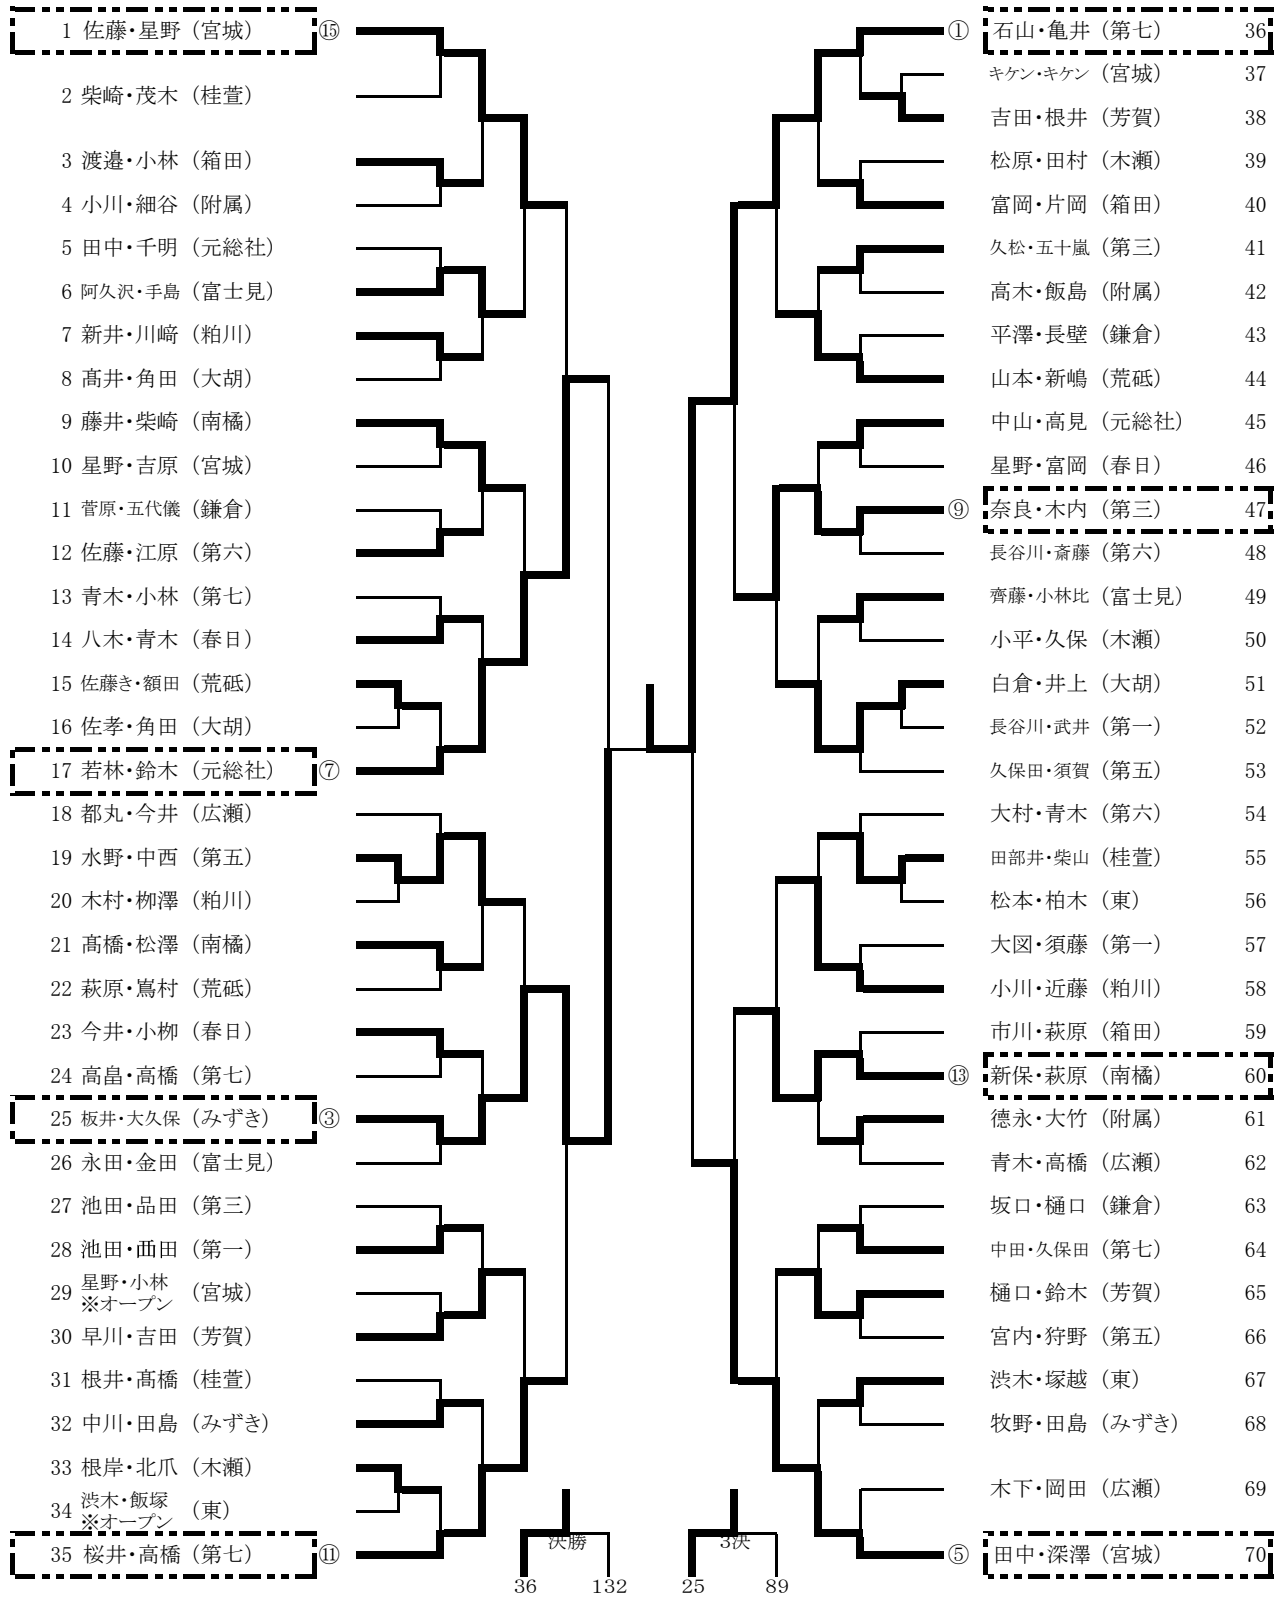 1 佐藤・星野 (宮城) ⑮
2 柴崎・茂木 (桂萱)
3 渡邉・小林 (箱田)
4 小川・細谷 (附属)
5 田中・千明 (元総社)
6 阿久沢・手島 (富士見)
7 新井・川﨑 (粕川)
8 髙井・角田 (大胡)
9 藤井・柴崎 (南橘)
10 星野・吉原 (宮城)
11 菅原・五代儀 (鎌倉)
12 佐藤・江原 (第六)
13 青木・小林 (第七)
14 八木・青木 (春日)
15 佐藤き・額田 (荒砥)
16 佐孝・角田 (大胡)
17 若林・鈴木 (元総社) ⑦
18 都丸・今井 (広瀬)
19 水野・中西 (第五)
20 木村・栁澤 (粕川)
21 髙橋・松澤 (南橘)
22 萩原・嶌村 (荒砥)
23 今井・小栁 (春日)
24 高畠・高橋 (第七)
25 板井・大久保 (みずき) ③
26 永田・金田 (富士見)
27 池田・品田 (第三)
28 池田・茴田 (第一)
29 星野・小林 ※オープン (宮城)
30 早川・吉田 (芳賀)
31 根井・髙橋 (桂萱)
32 中川・田島 (みずき)
33 根岸・北爪 (木瀬)
34 渋木・飯塚 ※オープン (東)
35 桜井・高橋 (第七) ⑪
① 石山・亀井 (第七) 36
キケン・キケン (宮城) 37
吉田・根井 (芳賀) 38
松原・田村 (木瀬) 39
富岡・片岡 (箱田) 40
久松・五十嵐 (第三) 41
高木・飯島 (附属) 42
平澤・長壁 (鎌倉) 43
山本・新嶋 (荒砥) 44
中山・高見 (元総社) 45
星野・富岡 (春日) 46
⑨ 奈良・木内 (第三) 47
長谷川・斎藤 (第六) 48
齊藤・小林比 (富士見) 49
小平・久保 (木瀬) 50
白倉・井上 (大胡) 51
長谷川・武井 (第一) 52
久保田・須賀 (第五) 53
大村・青木 (第六) 54
田部井・柴山 (桂萱) 55
松本・柏木 (東) 56
大図・須藤 (第一) 57
小川・近藤 (粕川) 58
市川・萩原 (箱田) 59
⑬ 新保・萩原 (南橘) 60
德永・大竹 (附属) 61
青木・高橋 (広瀬) 62
坂口・樋口 (鎌倉) 63
中田・久保田 (第七) 64
樋口・鈴木 (芳賀) 65
宮内・狩野 (第五) 66
渋木・塚越 (東) 67
牧野・田島 (みずき) 68
木下・岡田 (広瀬) 69
⑤ 田中・深澤 (宮城) 70
決勝
36 132
3決
25 89